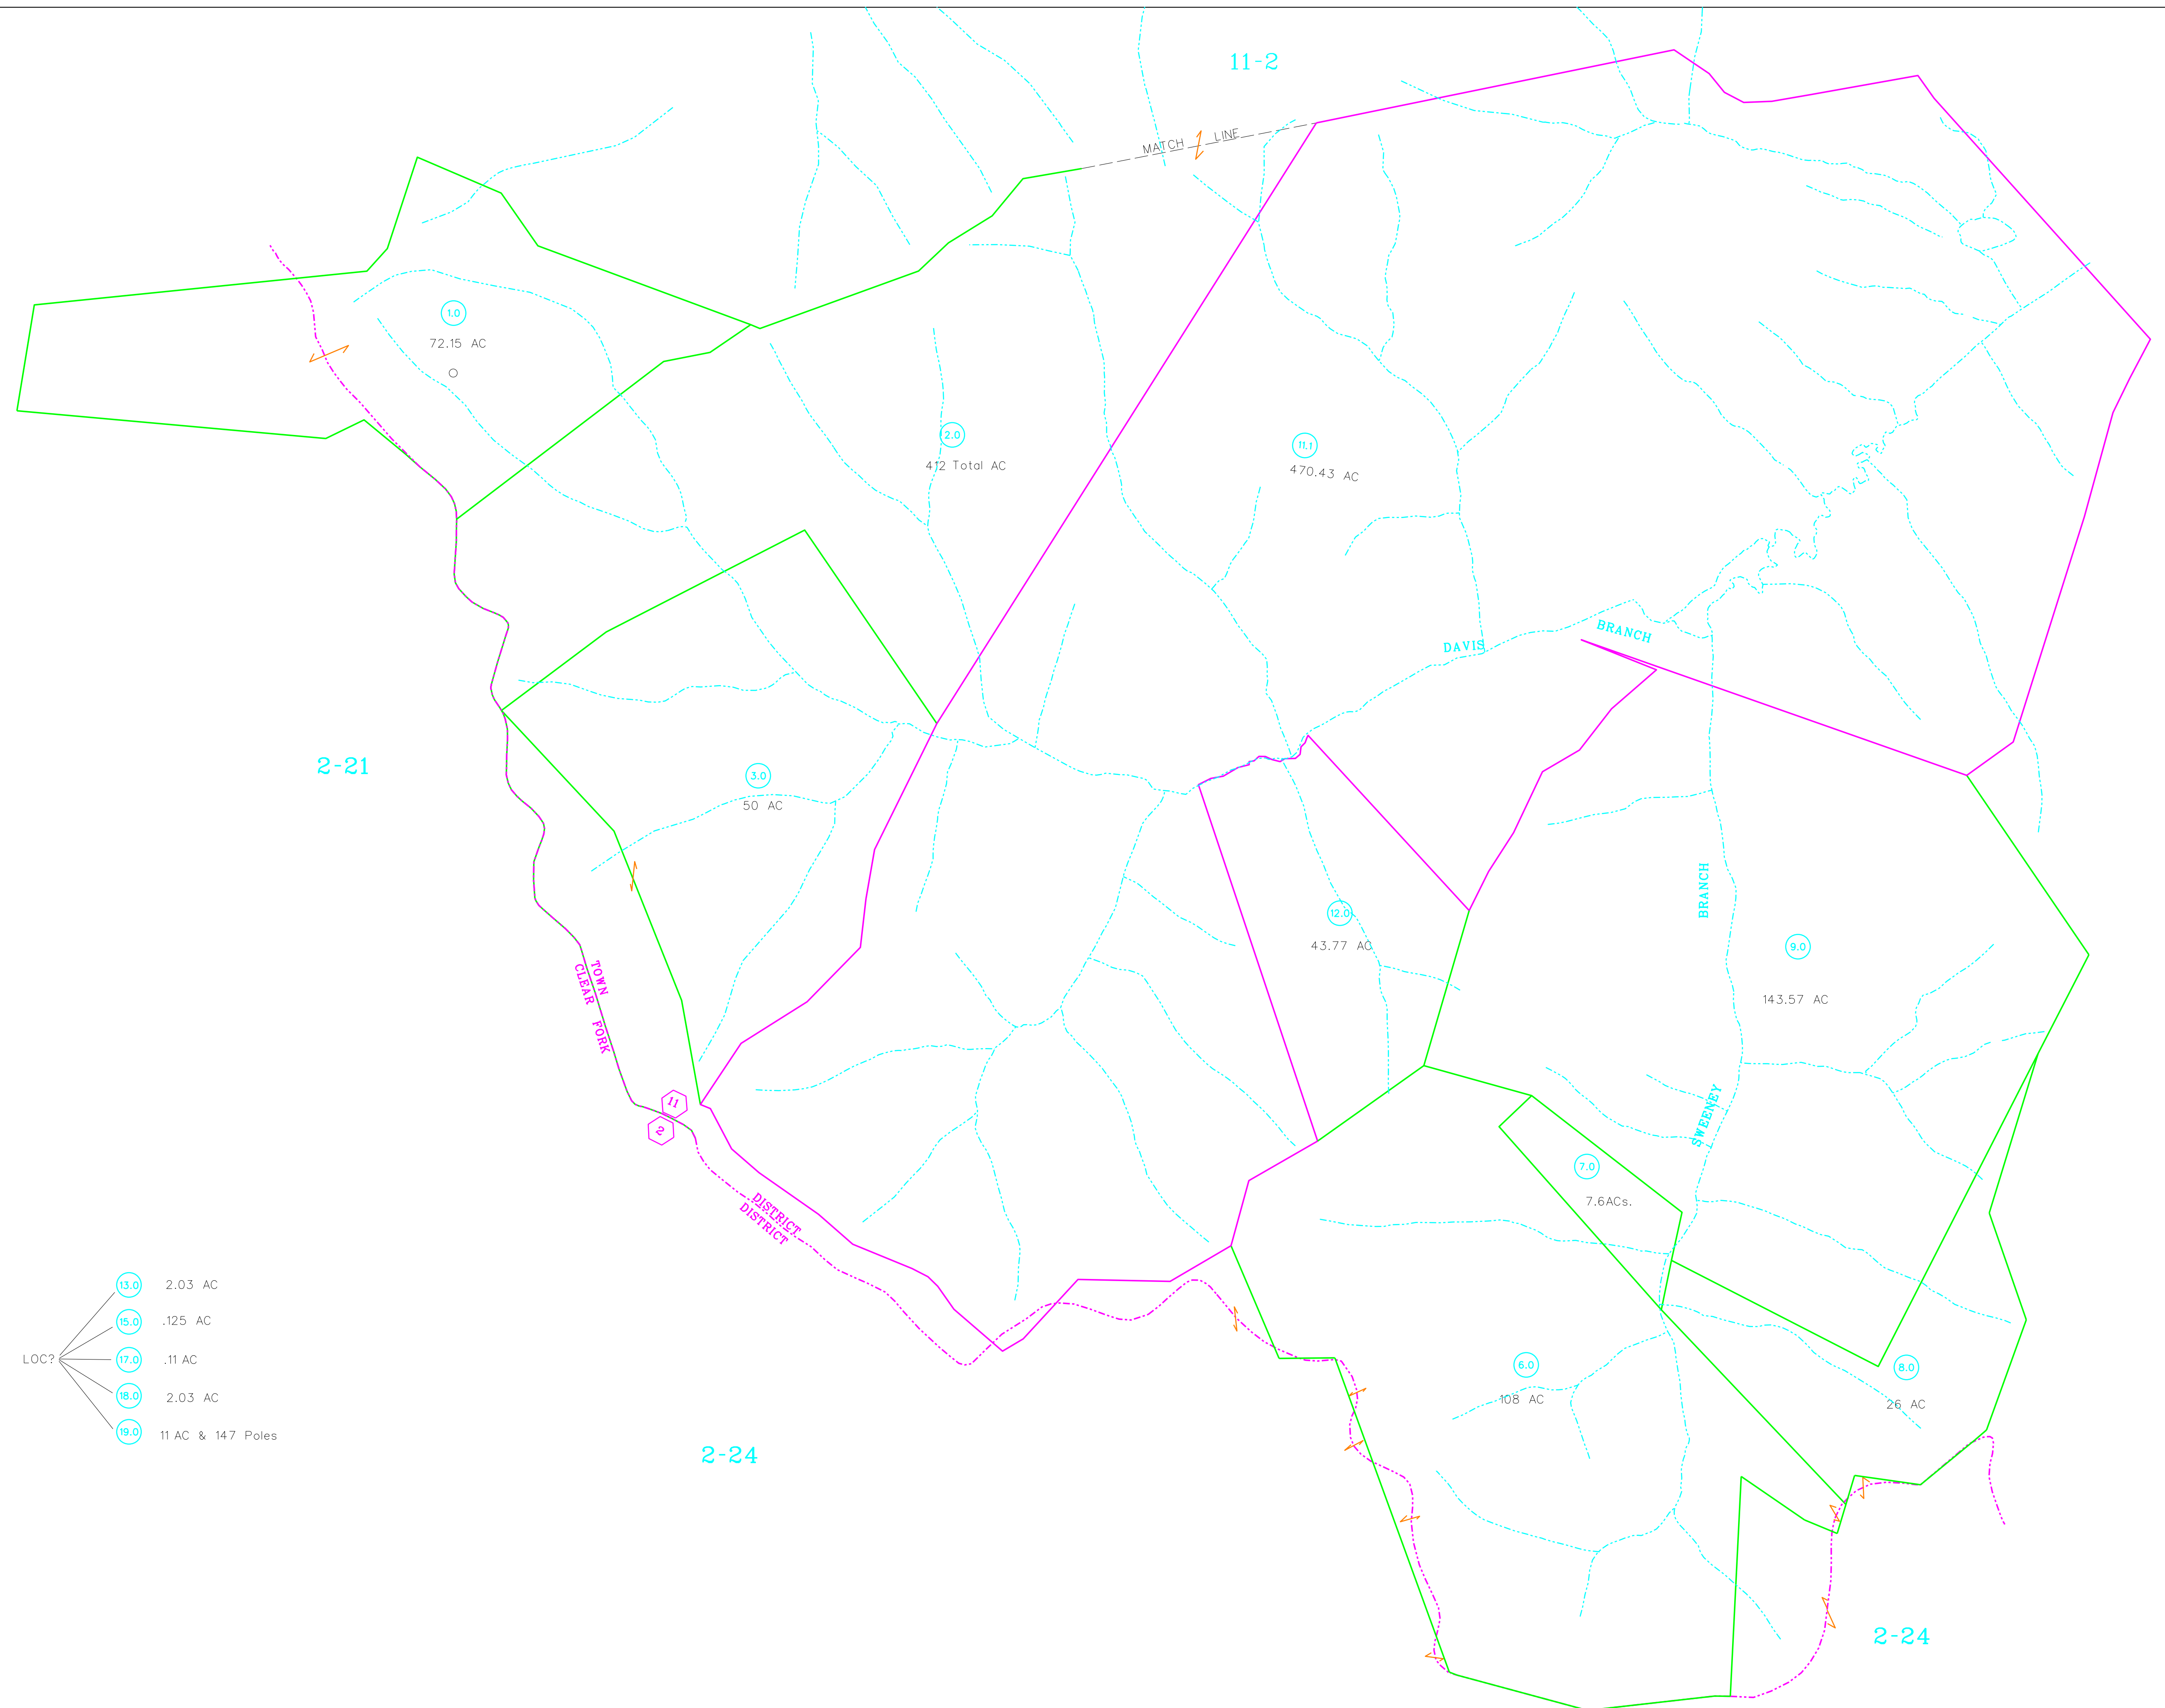 11-2
MATCH LINE
1.0
72.15 AC
2.0
412 Total AC
11.1
470.43 AC
DAVIS BRANCH
2-21
3.0
50 AC
12.0
43.77 AC
BRANCH
9.0
143.57 AC
TOWN
CLEAR FORK
11
2
SWEENEY
7.0
7.6ACs.
DISTRICT
DISTRICT
13.0 2.03 AC
15.0 .125 AC
LOC? 17.0 .11 AC
18.0 2.03 AC
19.0 11 AC & 147 Poles
6.0
108 AC
8.0
26 AC
2-24
2-24